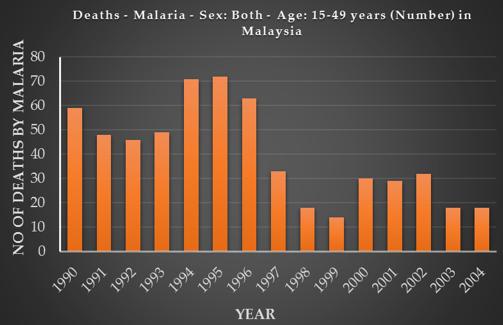 Deaths - Malaria - Sex: Both - Age: 15-49 years (Number) in
Malaysia
NO OF DEATHS BY MALARIA
80
70
60
50
40
30
20
10
0
1990 1991 1992 1993 1994 1995 1996 1997 1998 1999 2000 2001 2002 2003 2004
YEAR